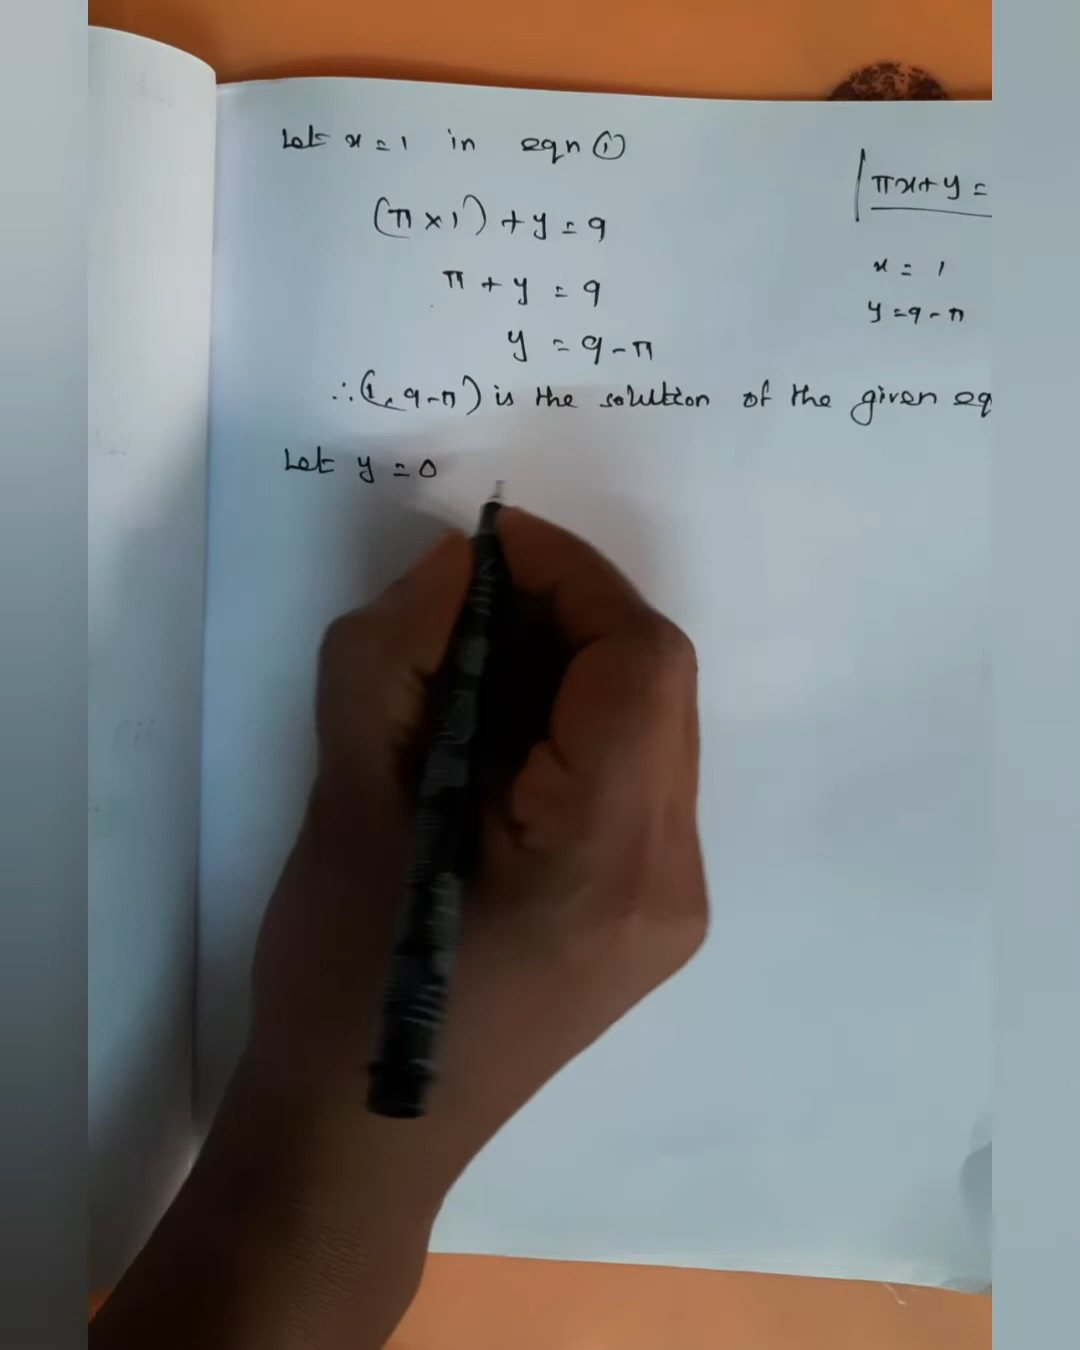 Let x = 1 in eqn ①
(π × 1) + y = 9
π + y = 9
y = 9 - π
∴ (1, 9-π) is the solution of the given eq
Let y = 0
πx + y =
x = 1
y = 9 - π